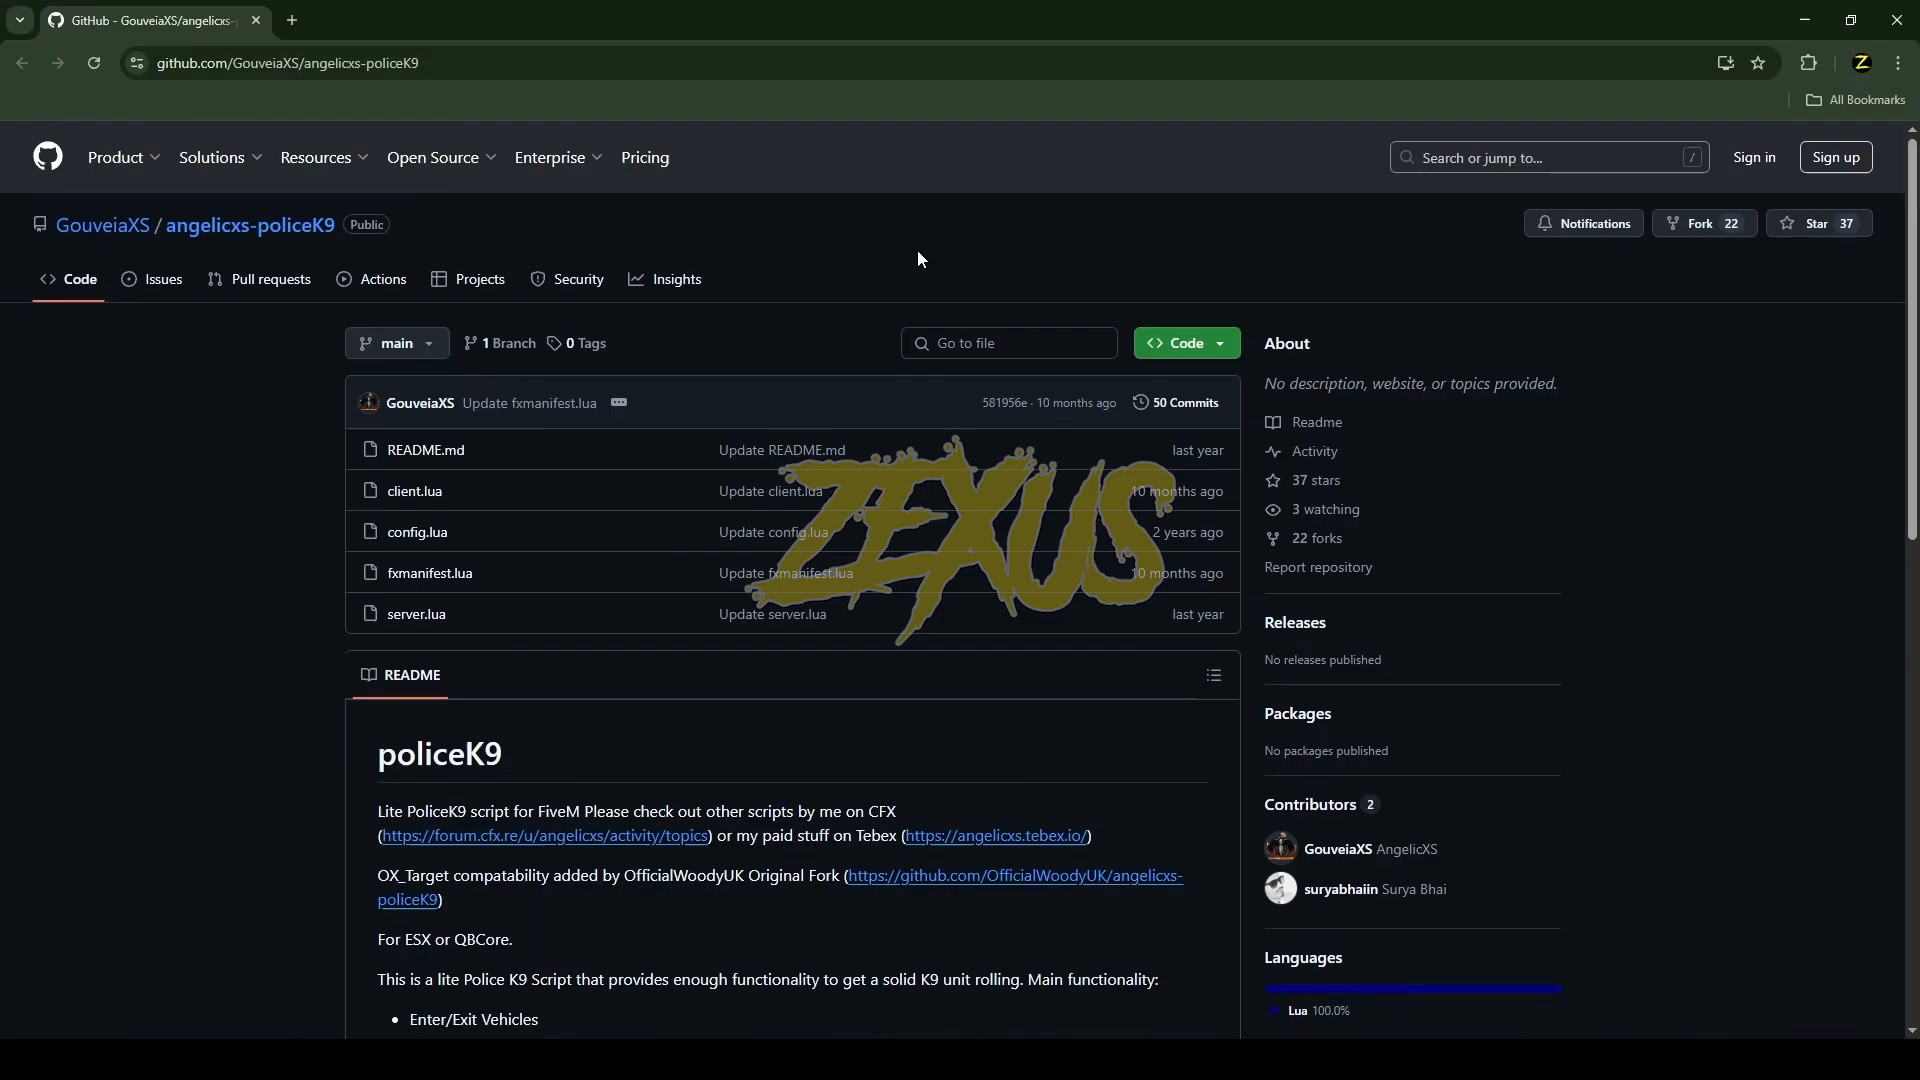 GitHub - GouveiaXS/angelicxs-
github.com/GouveiaXS/angelicxs-policeK9
Z
All Bookmarks
Product Solutions Resources Open Source Enterprise Pricing
Search or jump to... /
Sign in
Sign up
GouveiaXS / angelicxs-policeK9 Public
Notifications
Fork 22
Star 37
Code Issues Pull requests Actions Projects Security Insights
main
1 Branch 0 Tags
Go to file
Code
GouveiaXS Update fxmanifest.lua
581956e · 10 months ago
50 Commits
README.md Update README.md last year
client.lua Update client.lua 10 months ago
config.lua Update config.lua 2 years ago
fxmanifest.lua Update fxmanifest.lua 10 months ago
server.lua Update server.lua last year
ZEXUS
README
policeK9
Lite PoliceK9 script for FiveM Please check out other scripts by me on CFX
(https://forum.cfx.re/u/angelicxs/activity/topics) or my paid stuff on Tebex (https://angelicxs.tebex.io/)
OX_Target compatability added by OfficialWoodyUK Original Fork (https://github.com/OfficialWoodyUK/angelicxs-
policeK9)
For ESX or QBCore.
This is a lite Police K9 Script that provides enough functionality to get a solid K9 unit rolling. Main functionality:
• Enter/Exit Vehicles
About
No description, website, or topics provided.
Readme
Activity
37 stars
3 watching
22 forks
Report repository
Releases
No releases published
Packages
No packages published
Contributors 2
GouveiaXS AngelicXS
suryabhaiin Surya Bhai
Languages
Lua 100.0%